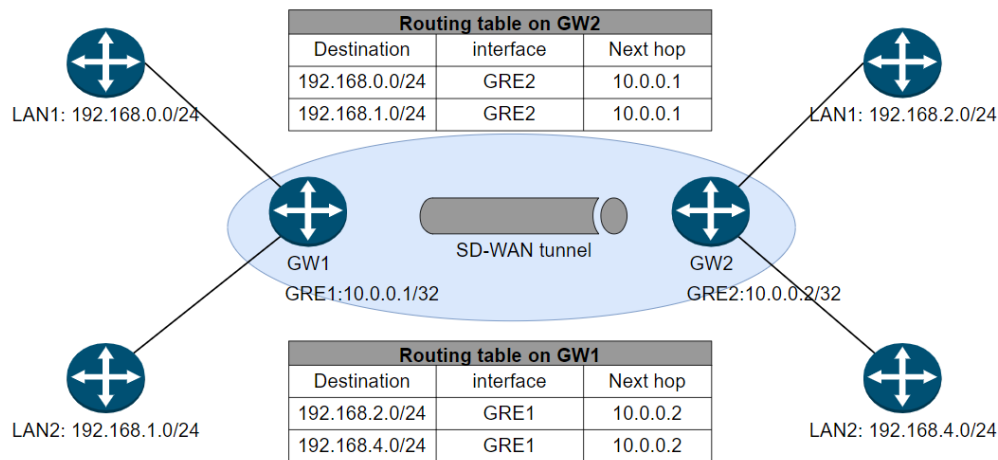 Routing table on GW2
Destination interface Next hop
192.168.0.0/24 GRE2 10.0.0.1
192.168.1.0/24 GRE2 10.0.0.1
LAN1: 192.168.0.0/24
LAN1: 192.168.2.0/24
SD-WAN tunnel
GW1
GW2
GRE1:10.0.0.1/32
GRE2:10.0.0.2/32
Routing table on GW1
Destination interface Next hop
192.168.2.0/24 GRE1 10.0.0.2
192.168.4.0/24 GRE1 10.0.0.2
LAN2: 192.168.1.0/24
LAN2: 192.168.4.0/24